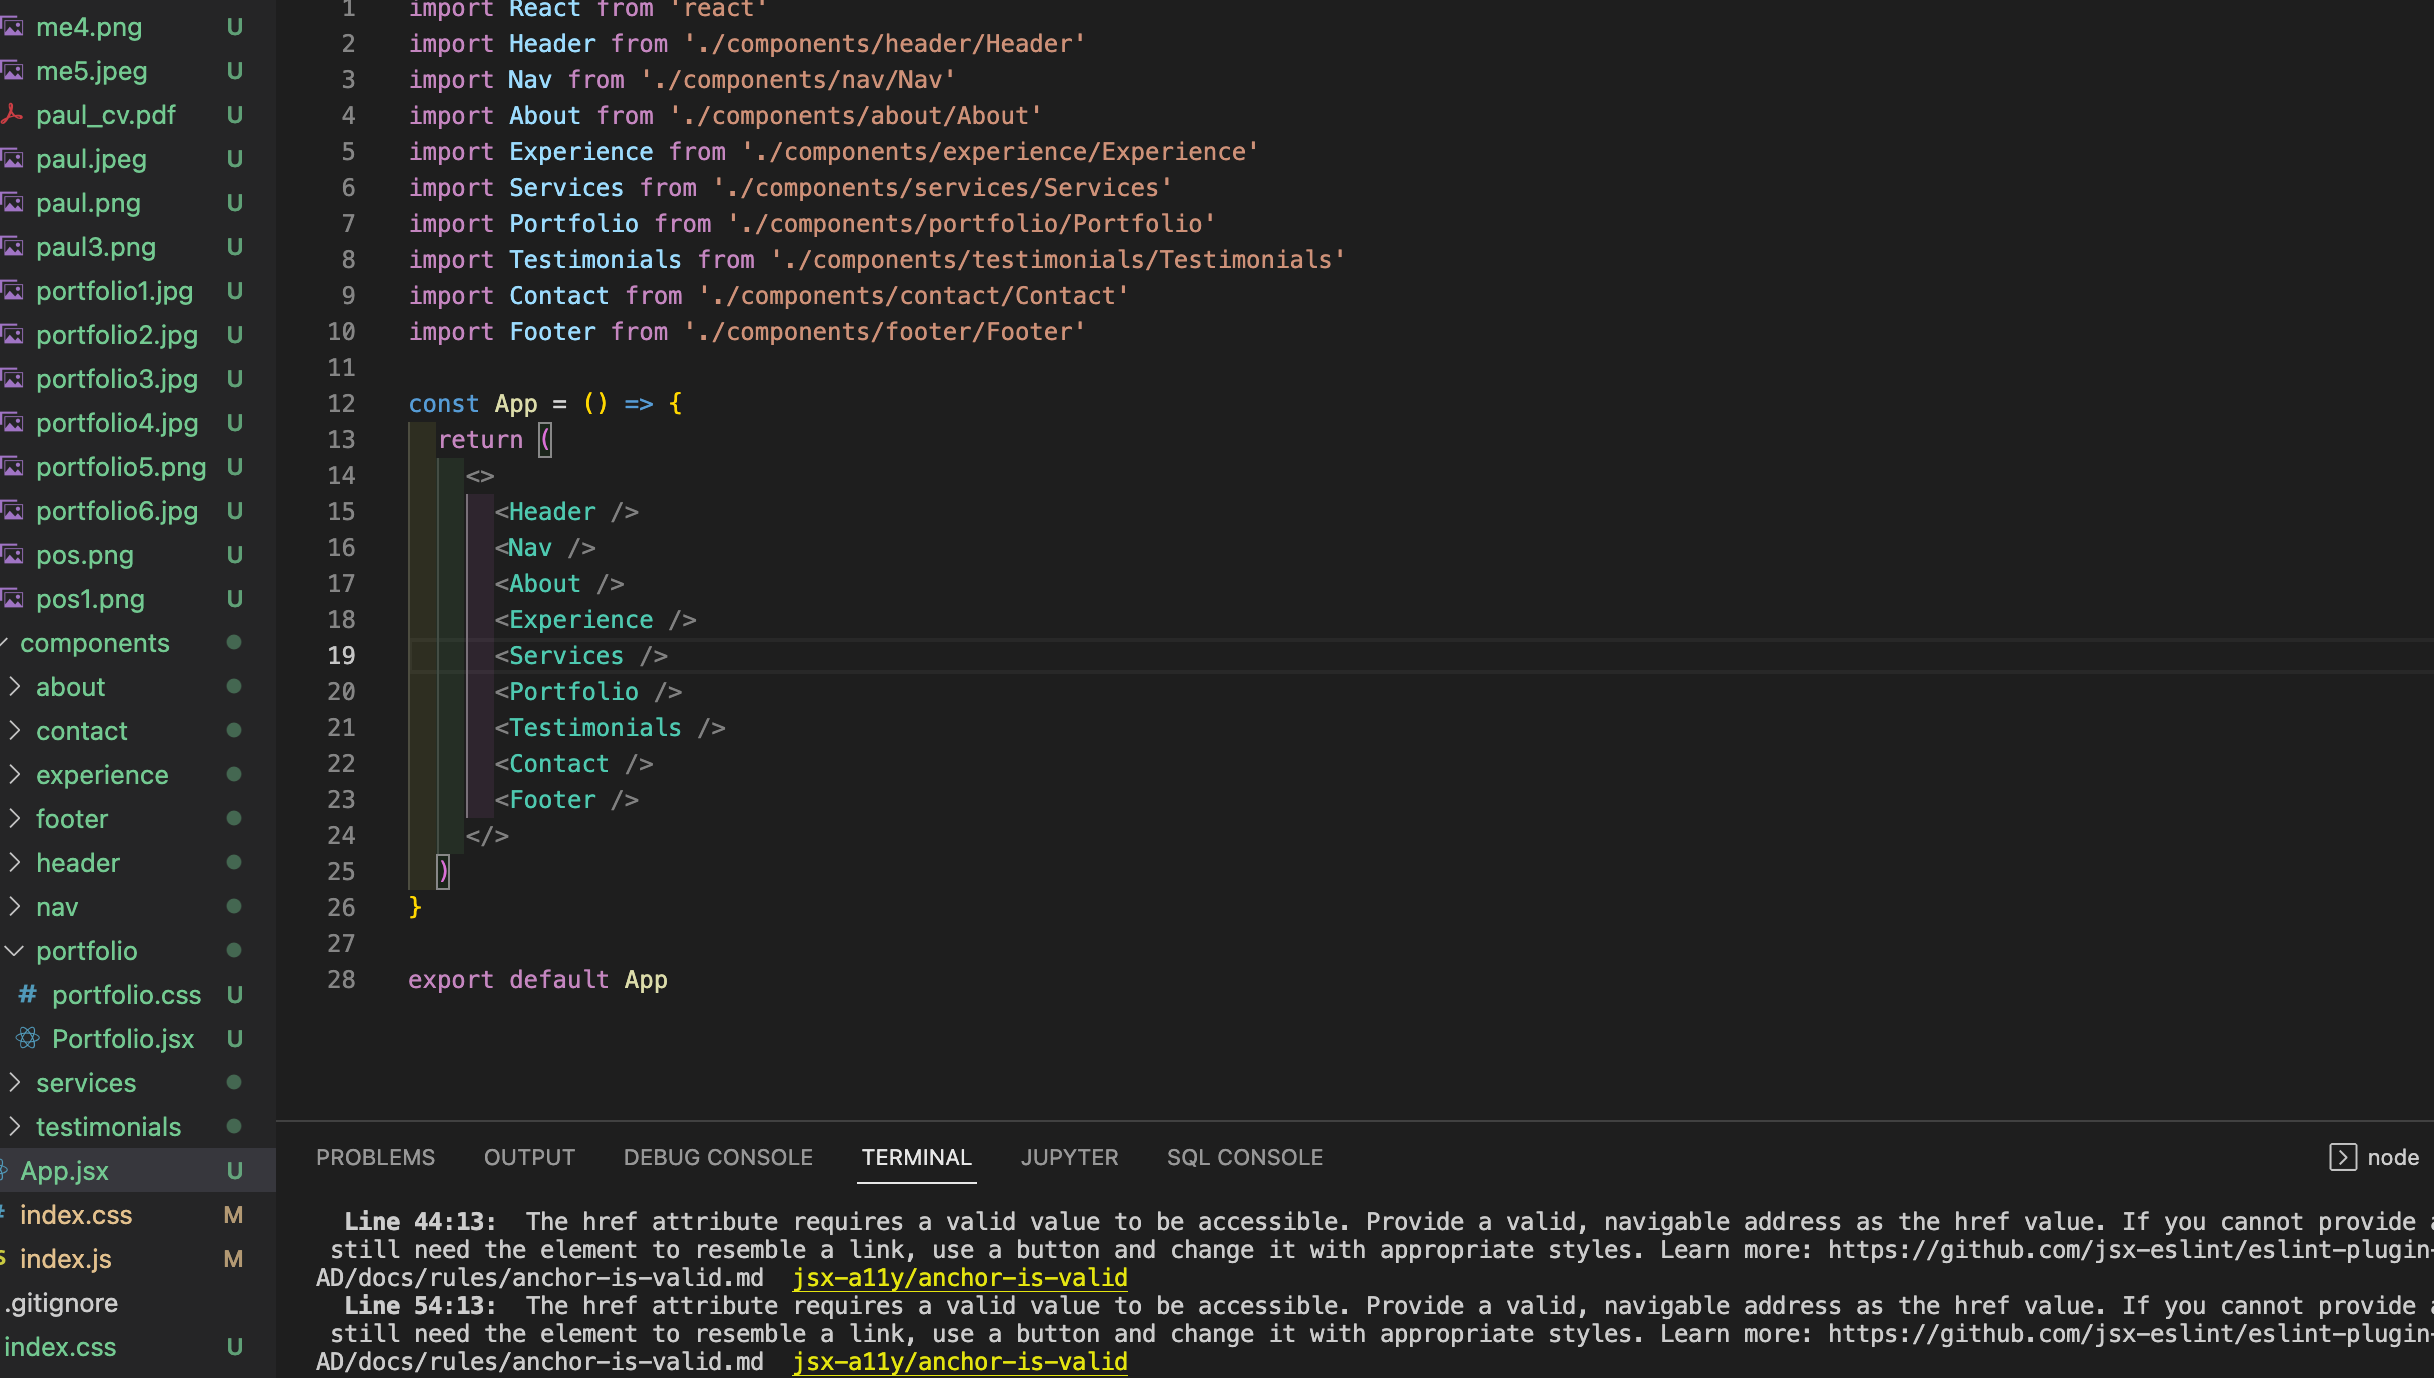 me4.png U
me5.jpeg U
paul_cv.pdf U
paul.jpeg U
paul.png U
paul3.png U
portfolio1.jpg U
portfolio2.jpg U
portfolio3.jpg U
portfolio4.jpg U
portfolio5.png U
portfolio6.jpg U
pos.png U
pos1.png U
components
about
contact
experience
footer
header
nav
portfolio
# portfolio.css U
Portfolio.jsx U
services
testimonials
App.jsx U
index.css M
index.js M
.gitignore
index.css U
1 import React from 'react'
2 import Header from './components/header/Header'
3 import Nav from './components/nav/Nav'
4 import About from './components/about/About'
5 import Experience from './components/experience/Experience'
6 import Services from './components/services/Services'
7 import Portfolio from './components/portfolio/Portfolio'
8 import Testimonials from './components/testimonials/Testimonials'
9 import Contact from './components/contact/Contact'
10 import Footer from './components/footer/Footer'
11
12 const App = () => {
13 return (
14 <>
15 <Header />
16 <Nav />
17 <About />
18 <Experience />
19 <Services />
20 <Portfolio />
21 <Testimonials />
22 <Contact />
23 <Footer />
24 </>
25 )
26 }
27
28 export default App
PROBLEMS OUTPUT DEBUG CONSOLE TERMINAL JUPYTER SQL CONSOLE node
Line 44:13: The href attribute requires a valid value to be accessible. Provide a valid, navigable address as the href value. If you cannot provide
still need the element to resemble a link, use a button and change it with appropriate styles. Learn more: https://github.com/jsx-eslint/eslint-plugin-
AD/docs/rules/anchor-is-valid.md jsx-a11y/anchor-is-valid
Line 54:13: The href attribute requires a valid value to be accessible. Provide a valid, navigable address as the href value. If you cannot provide
still need the element to resemble a link, use a button and change it with appropriate styles. Learn more: https://github.com/jsx-eslint/eslint-plugin-
AD/docs/rules/anchor-is-valid.md jsx-a11y/anchor-is-valid